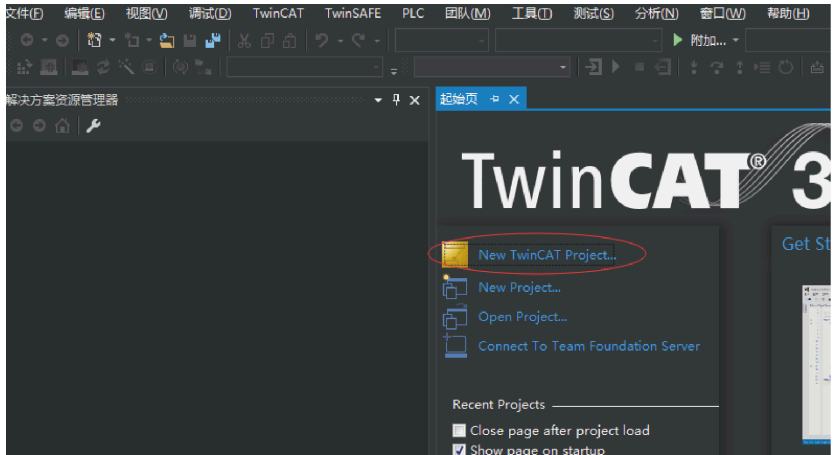 文件(F) 编辑(E) 视图(V) 调试(D) TwinCAT TwinSAFE PLC 团队(M) 工具(T) 测试(S) 分析(N) 窗口(W) 帮助(H)
附加...
解决方案资源管理器
起始页
TwinCAT® 3
New TwinCAT Project...
Get St
New Project...
Open Project...
Connect To Team Foundation Server
Recent Projects
Close page after project load
Show page on startup